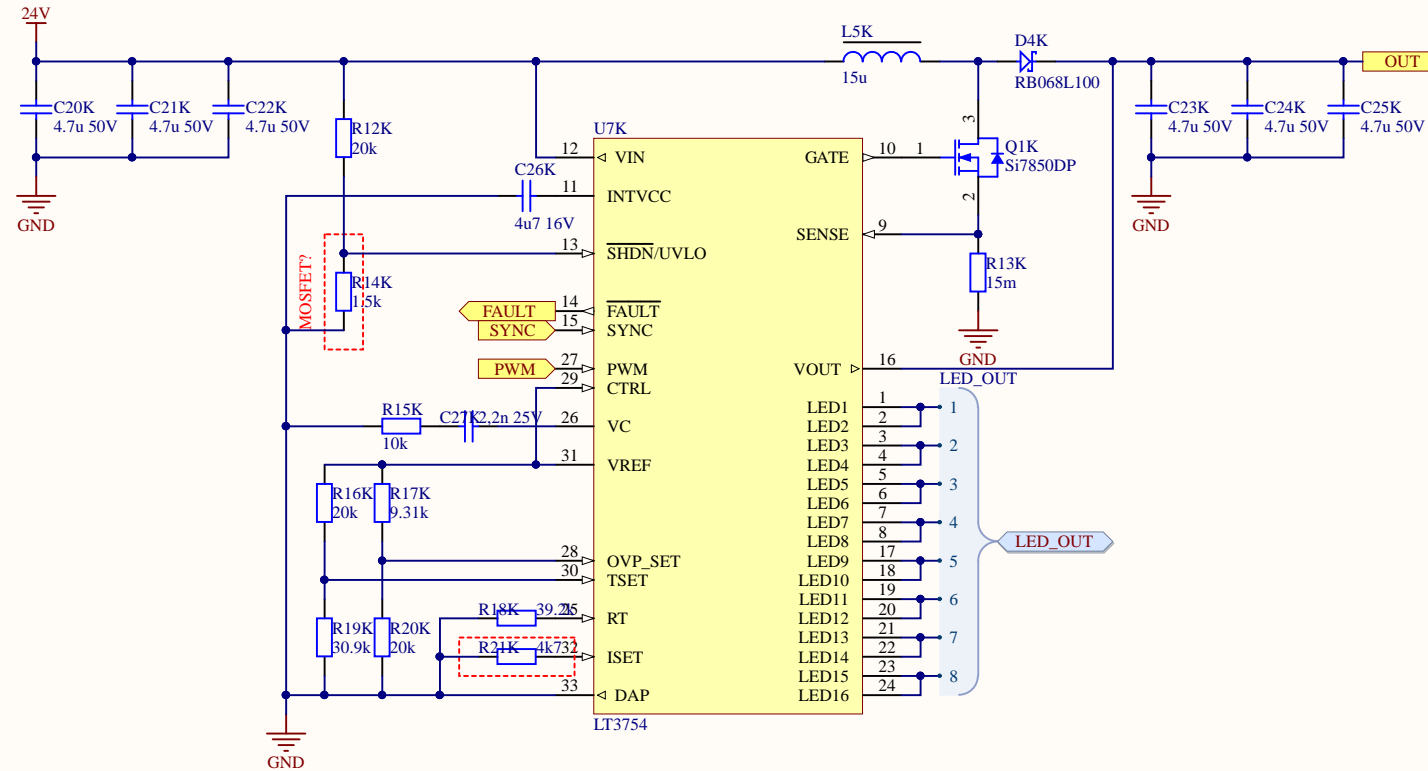 24V
L5K
15u
D4K
RB068L100
OUT
C20K
4.7u 50V
C21K
4.7u 50V
C22K
4.7u 50V
C23K
4.7u 50V
C24K
4.7u 50V
C25K
4.7u 50V
R12K
20k
U7K
12
VIN
GATE
10
1
3
Q1K
Si7850DP
2
C26K
4u7 16V
11
INTVCC
GND
GND
SENSE
9
13
SHDN/UVLO
MOSFET?
R14K
1.5k
R13K
15m
GND
FAULT
14
FAULT
SYNC
15
SYNC
PWM
27
PWM
29
CTRL
VOUT
16
LED_OUT
R15K
10k
C27K
2,2n 25V
26
VC
31
VREF
R16K
20k
R17K
9.31k
28
OVP_SET
30
TSET
R18K
39.2k
25
RT
R19K
30.9k
R20K
20k
R21K
4k7
32
ISET
33
DAP
LED1
1
1
LED2
2
LED3
3
2
LED4
4
LED5
5
3
LED6
6
LED7
7
4
LED8
8
LED_OUT
LED9
17
5
LED10
18
LED11
19
6
LED12
20
LED13
21
7
LED14
22
LED15
23
8
LED16
24
LT3754
GND